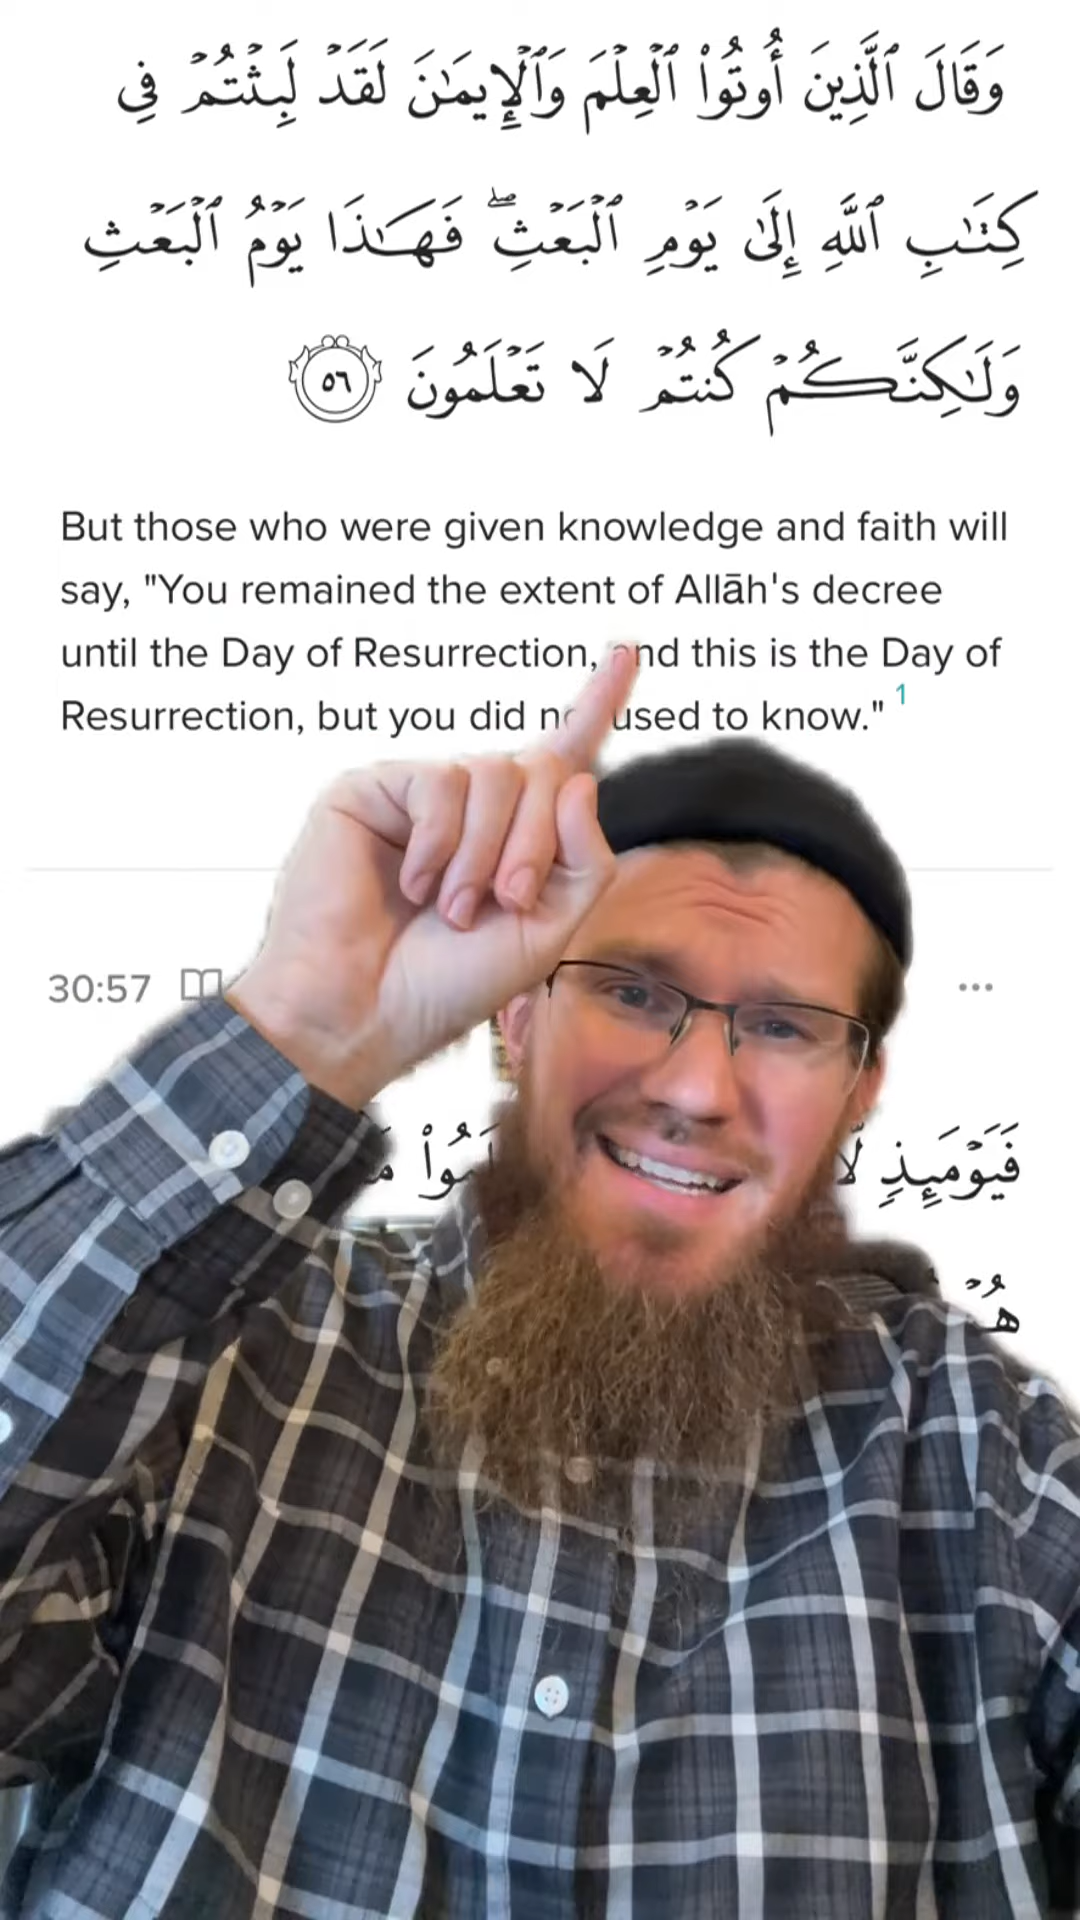 وَقَالَ ٱلَّذِينَ أُوتُوا۟ ٱلْعِلْمَ وَٱلْإِيمَـٰنَ لَقَدْ لَبِثْتُمْ فِى
كِتَـٰبِ ٱللَّهِ إِلَىٰ يَوْمِ ٱلْبَعْثِ ۖ فَهَـٰذَا يَوْمُ ٱلْبَعْثِ
وَلَـٰكِنَّكُمْ كُنتُمْ لَا تَعْلَمُونَ ٥٦
But those who were given knowledge and faith will
say, "You remained the extent of Allāh's decree
until the Day of Resurrection, and this is the Day of
Resurrection, but you did used to know." 1
30:57
فَيَوْمَئِذٍ لَّا